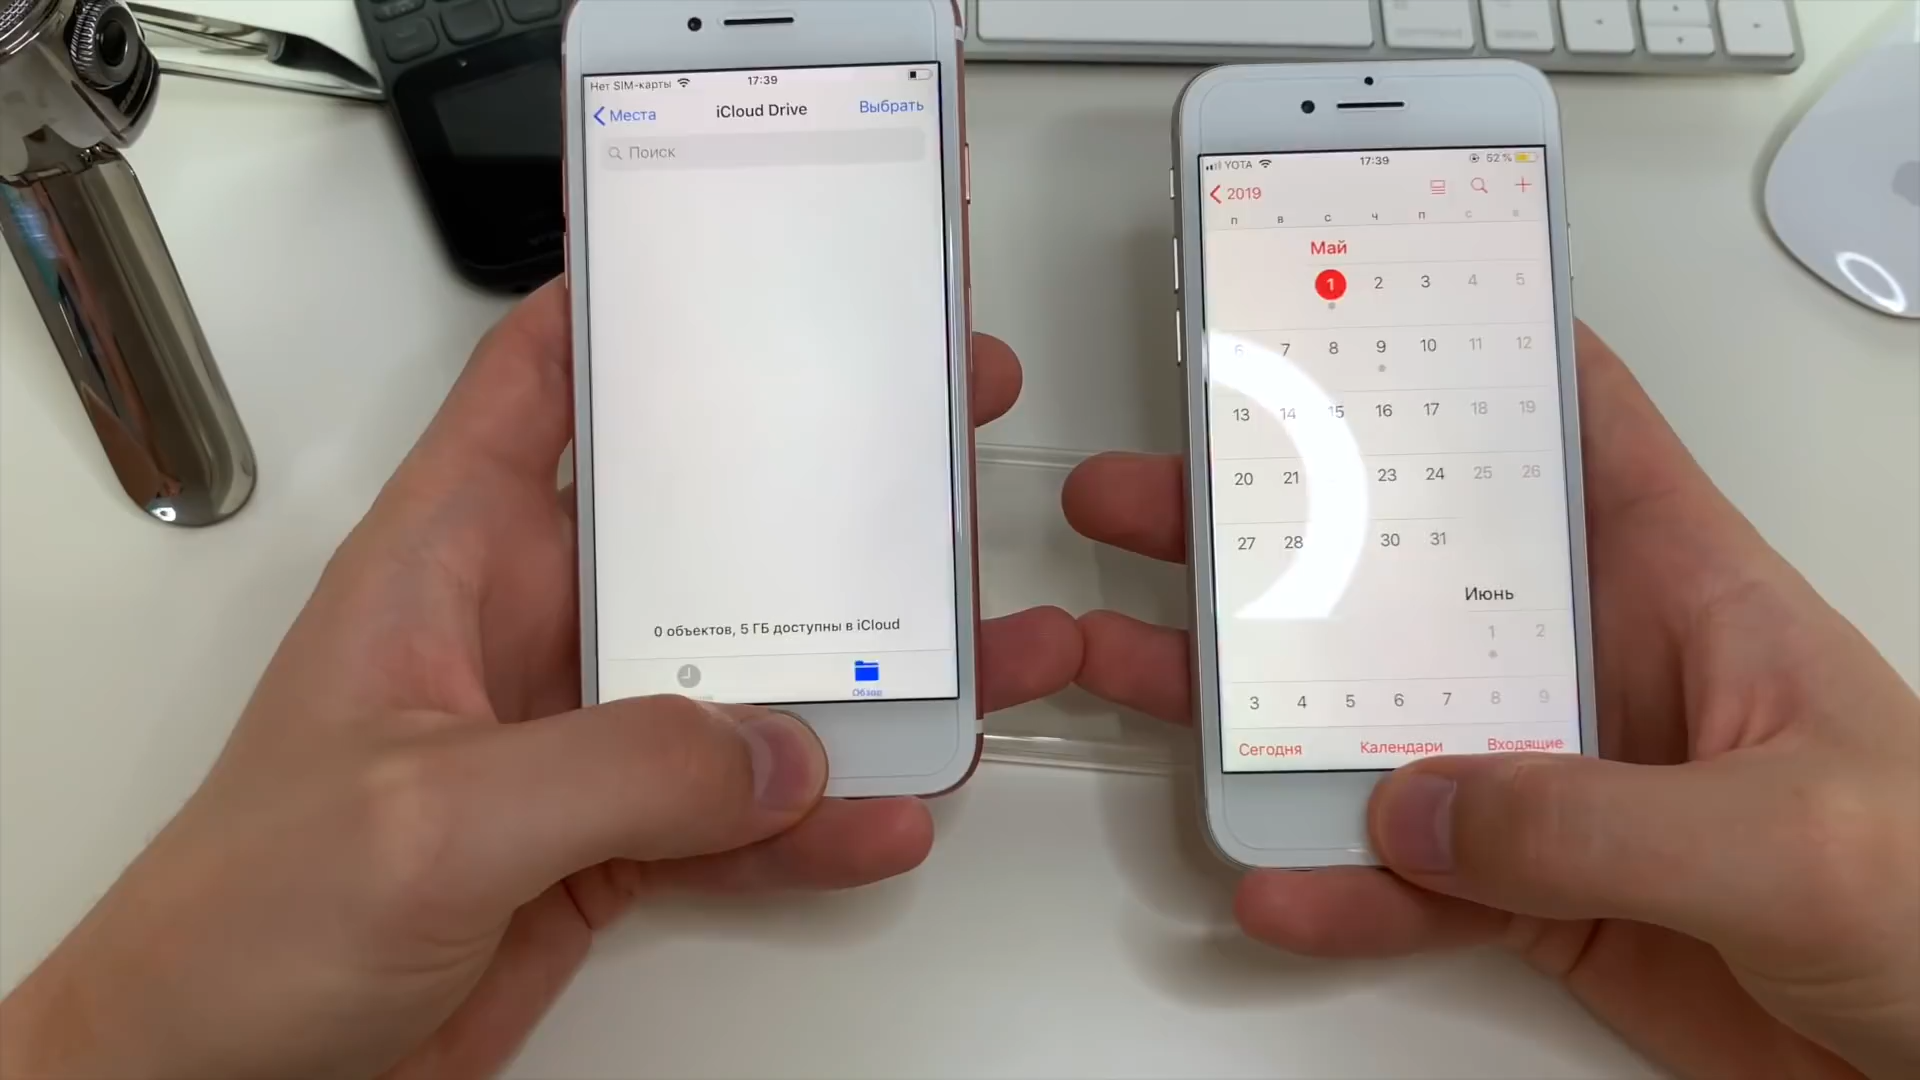 Нет SIM-карты 17:39
Места iCloud Drive Выбрать
Поиск
0 объектов, 5 ГБ доступны в iCloud
Обзор
YOTA 17:39 52 %
2019
п в с ч п с в
Май
1 2 3 4 5
6 7 8 9 10 11 12
13 14 15 16 17 18 19
20 21 23 24 25 26
27 28 30 31
Июнь
1 2
3 4 5 6 7 8 9
Сегодня Календари Входящие